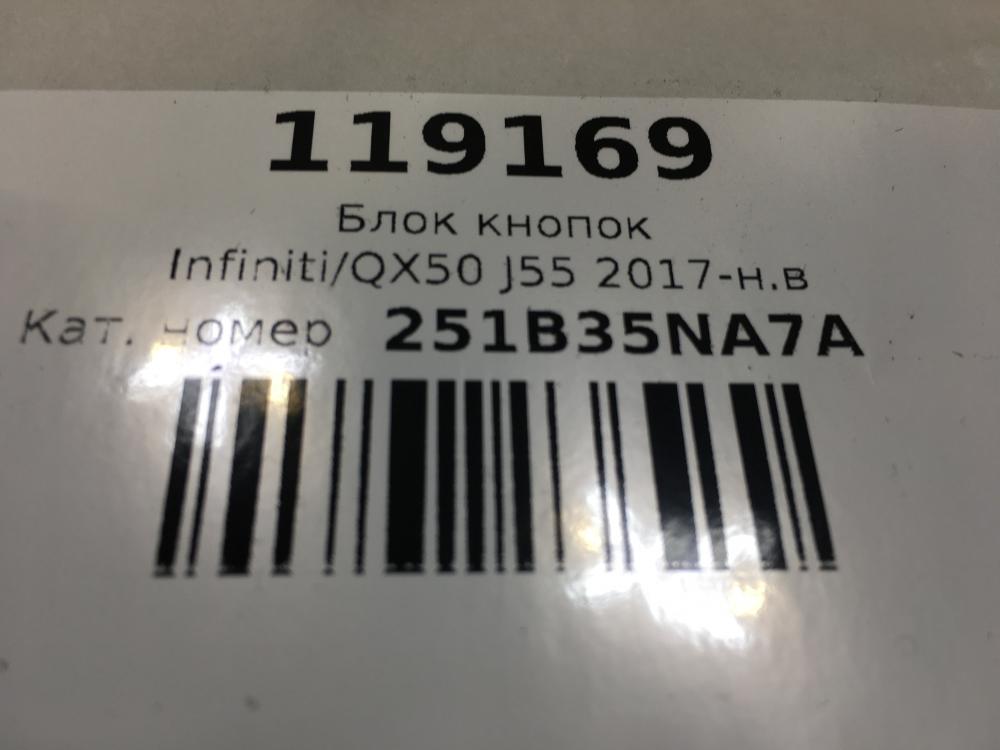 119169
Блок кнопок
Infiniti/QX50 J55 2017-н.в
Кат. номер 251B35NA7A